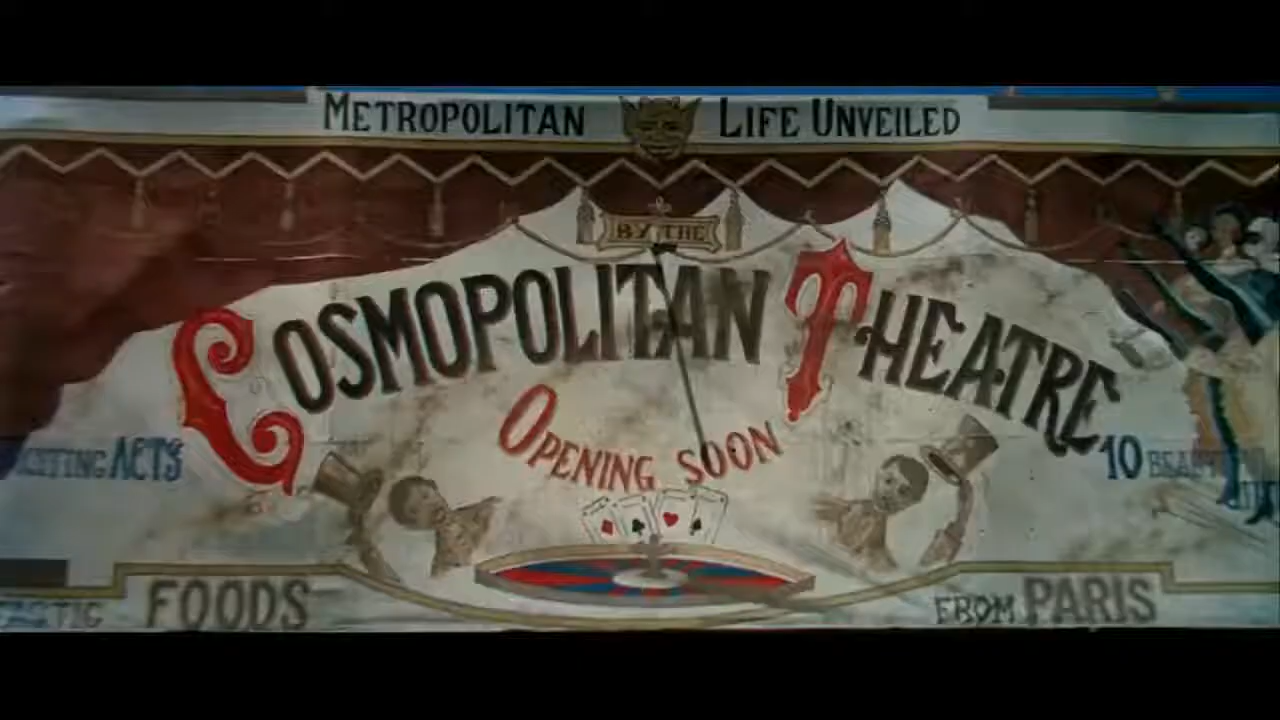 METROPOLITAN LIFE UNVEILED
BY THE
COSMOPOLITAN THEATRE
OPENING SOON
ACTS
10
FOODS
FROM PARIS